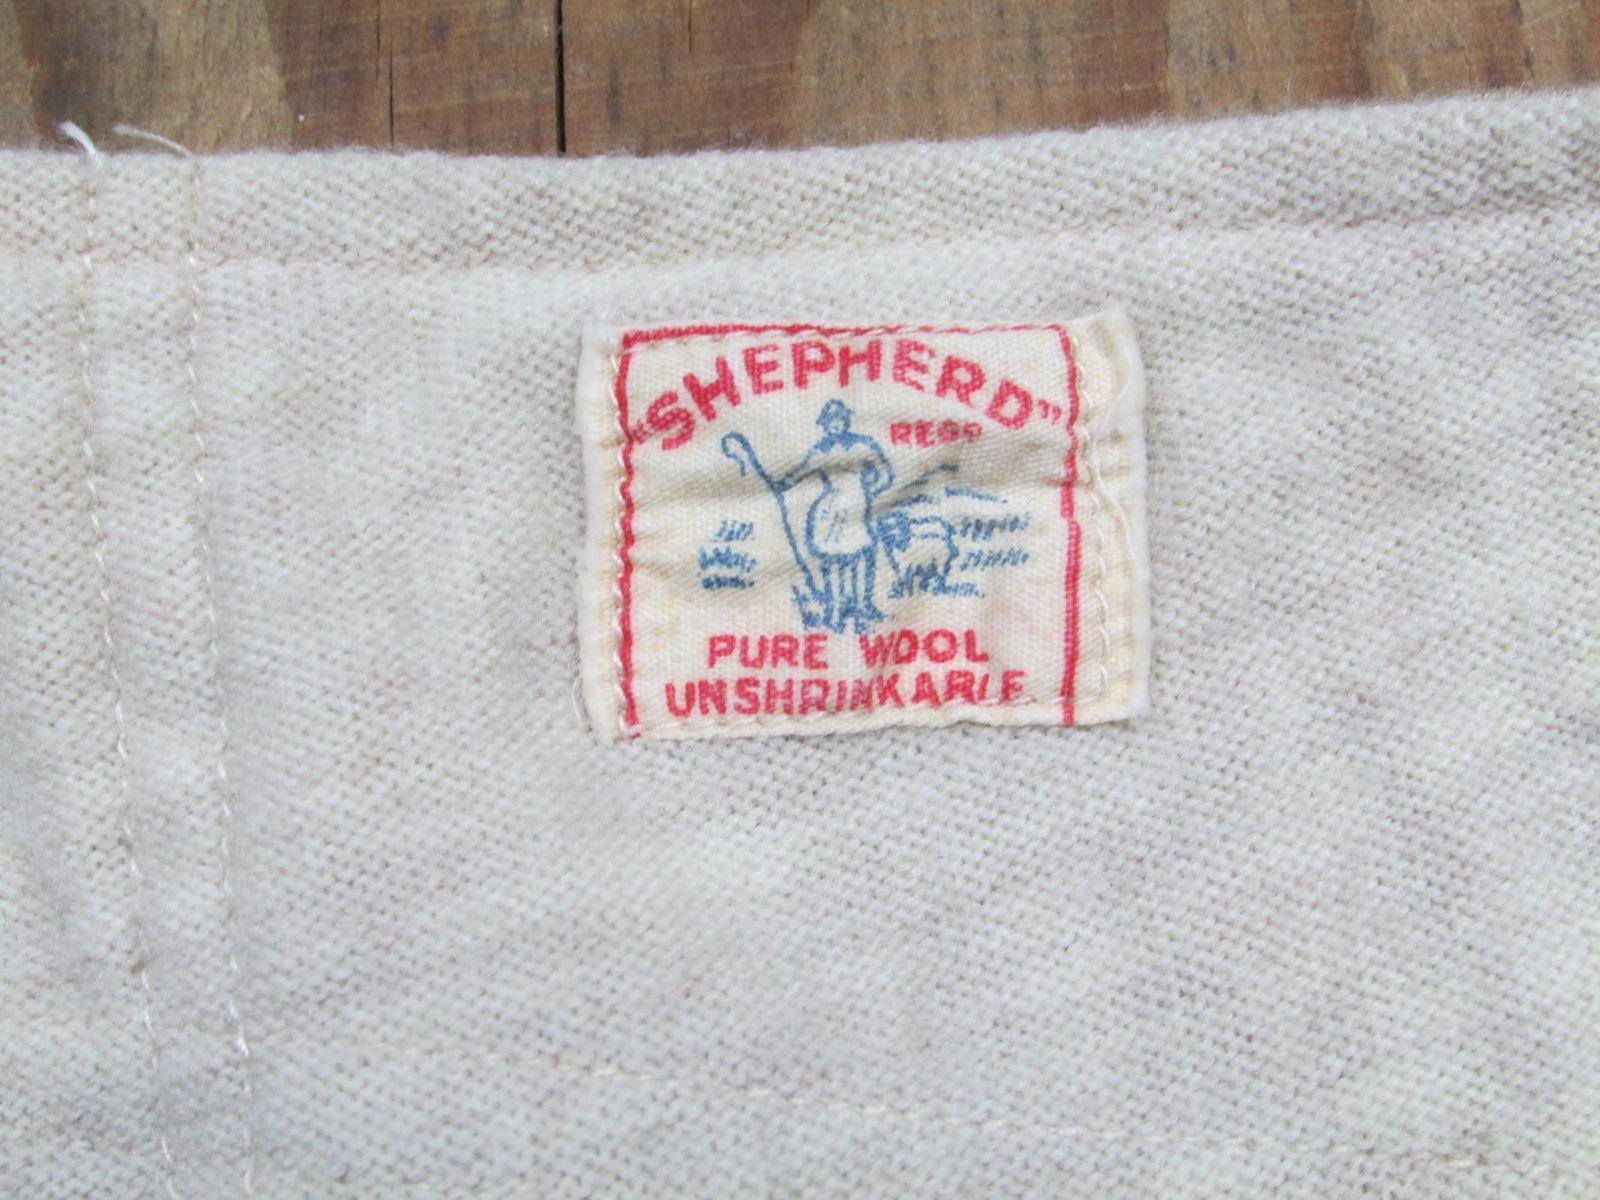 "SHEPHERD"
REGD
PURE WOOL
UNSHRINKABLE